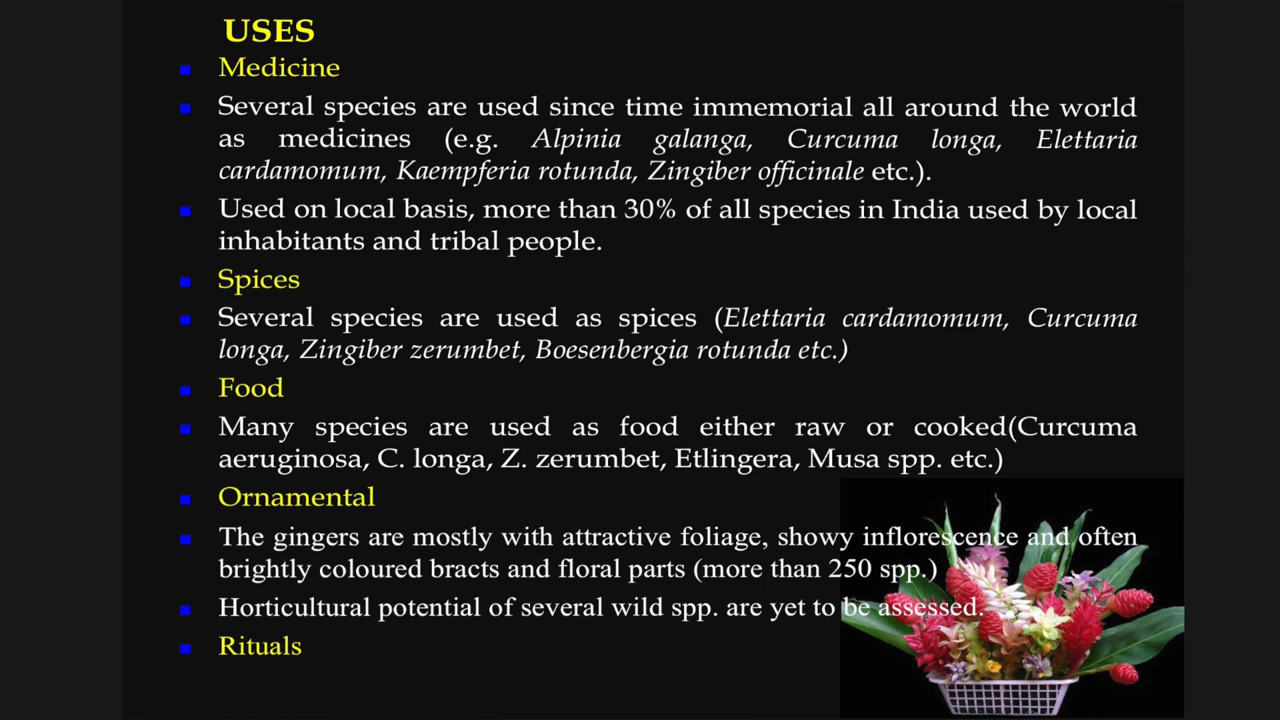 USES
Medicine
Several species are used since time immemorial all around the world
as medicines (e.g. Alpinia galanga, Curcuma longa, Elettaria
cardamomum, Kaempferia rotunda, Zingiber officinale etc.).
Used on local basis, more than 30% of all species in India used by local
inhabitants and tribal people.
Spices
Several species are used as spices (Elettaria cardamomum, Curcuma
longa, Zingiber zerumbet, Boesenbergia rotunda etc.)
Food
Many species are used as food either raw or cooked(Curcuma
aeruginosa, C. longa, Z. zerumbet, Etlingera, Musa spp. etc.)
Ornamental
The gingers are mostly with attractive foliage, showy inflorescence and often
brightly coloured bracts and floral parts (more than 250 spp.)
Horticultural potential of several wild spp. are yet to be assessed.
Rituals